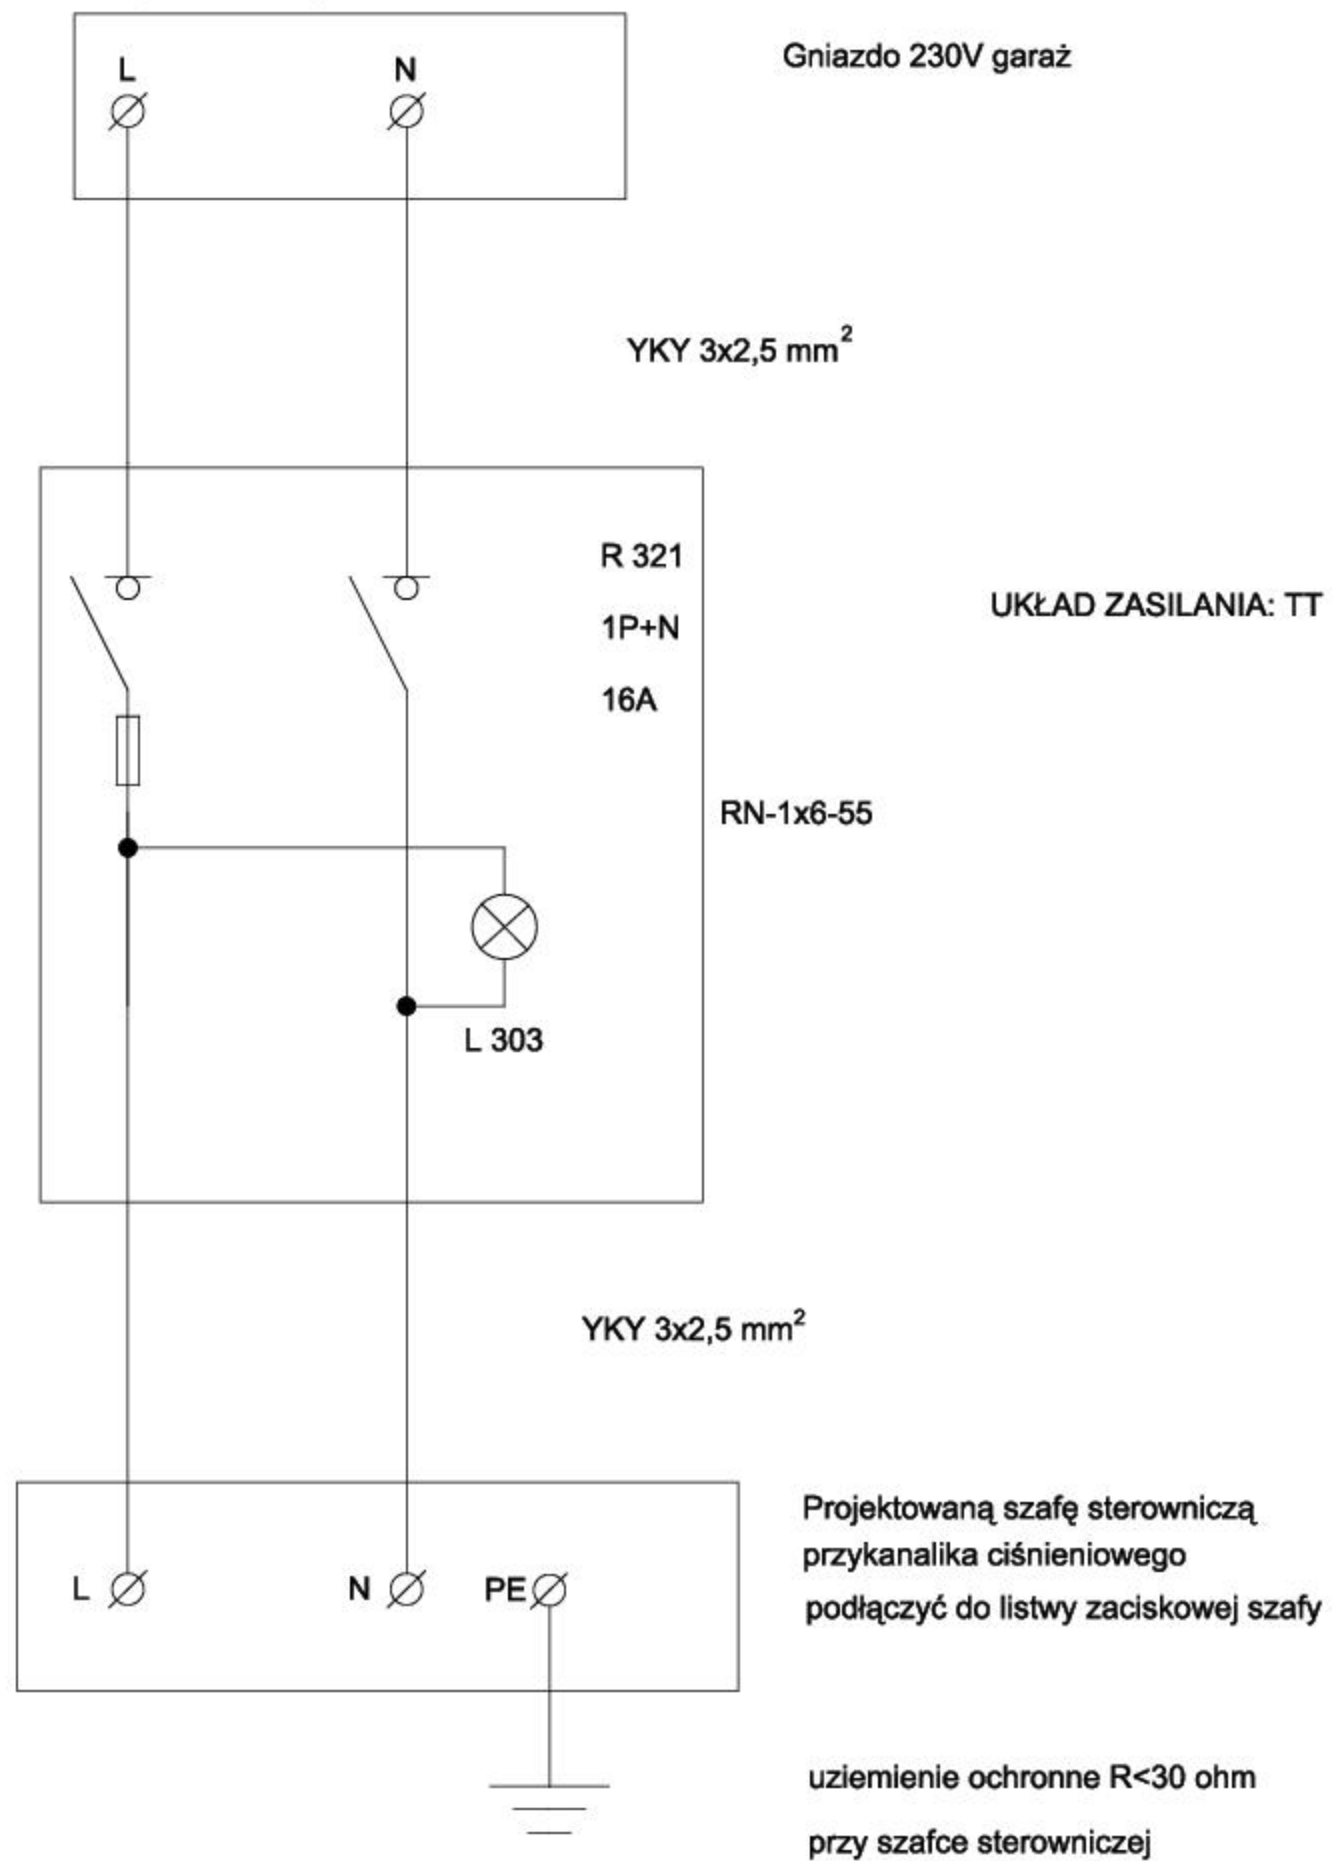 L
N
Gniazdo 230V garaż
YKY 3x2,5 mm²
R 321
1P+N
16A
UKŁAD ZASILANIA: TT
RN-1x6-55
L 303
YKY 3x2,5 mm²
L
N
PE
Projektowaną szafę sterowniczą
przykanalika ciśnieniowego
podłączyć do listwy zaciskowej szafy
uziemienie ochronne R<30 ohm
przy szafce sterowniczej